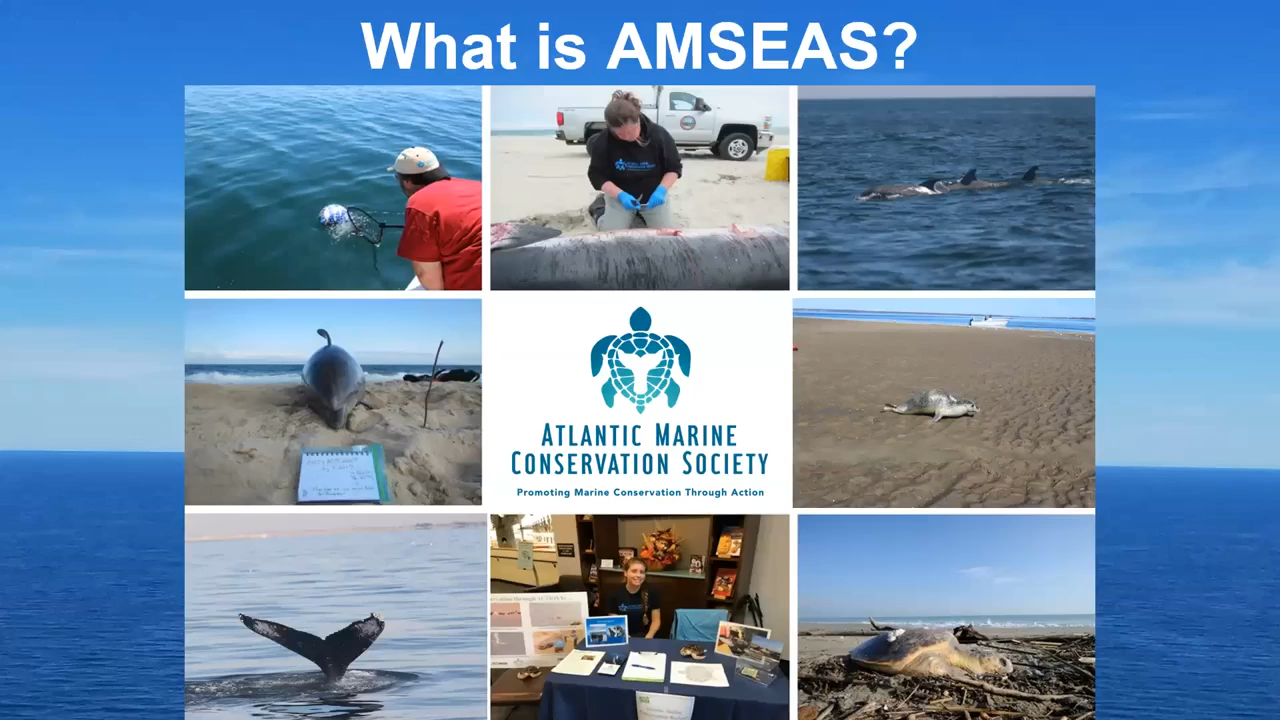 What is AMSEAS?
ATLANTIC MARINE
CONSERVATION SOCIETY
Promoting Marine Conservation Through Action